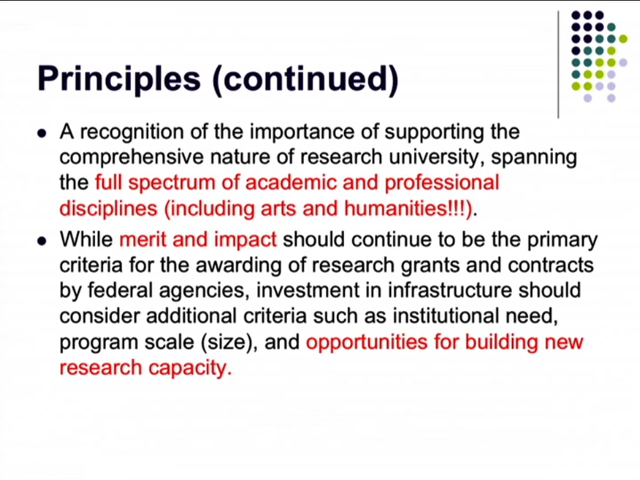 Principles (continued)
● A recognition of the importance of supporting the
comprehensive nature of research university, spanning
the full spectrum of academic and professional
disciplines (including arts and humanities!!!).
● While merit and impact should continue to be the primary
criteria for the awarding of research grants and contracts
by federal agencies, investment in infrastructure should
consider additional criteria such as institutional need,
program scale (size), and opportunities for building new
research capacity.